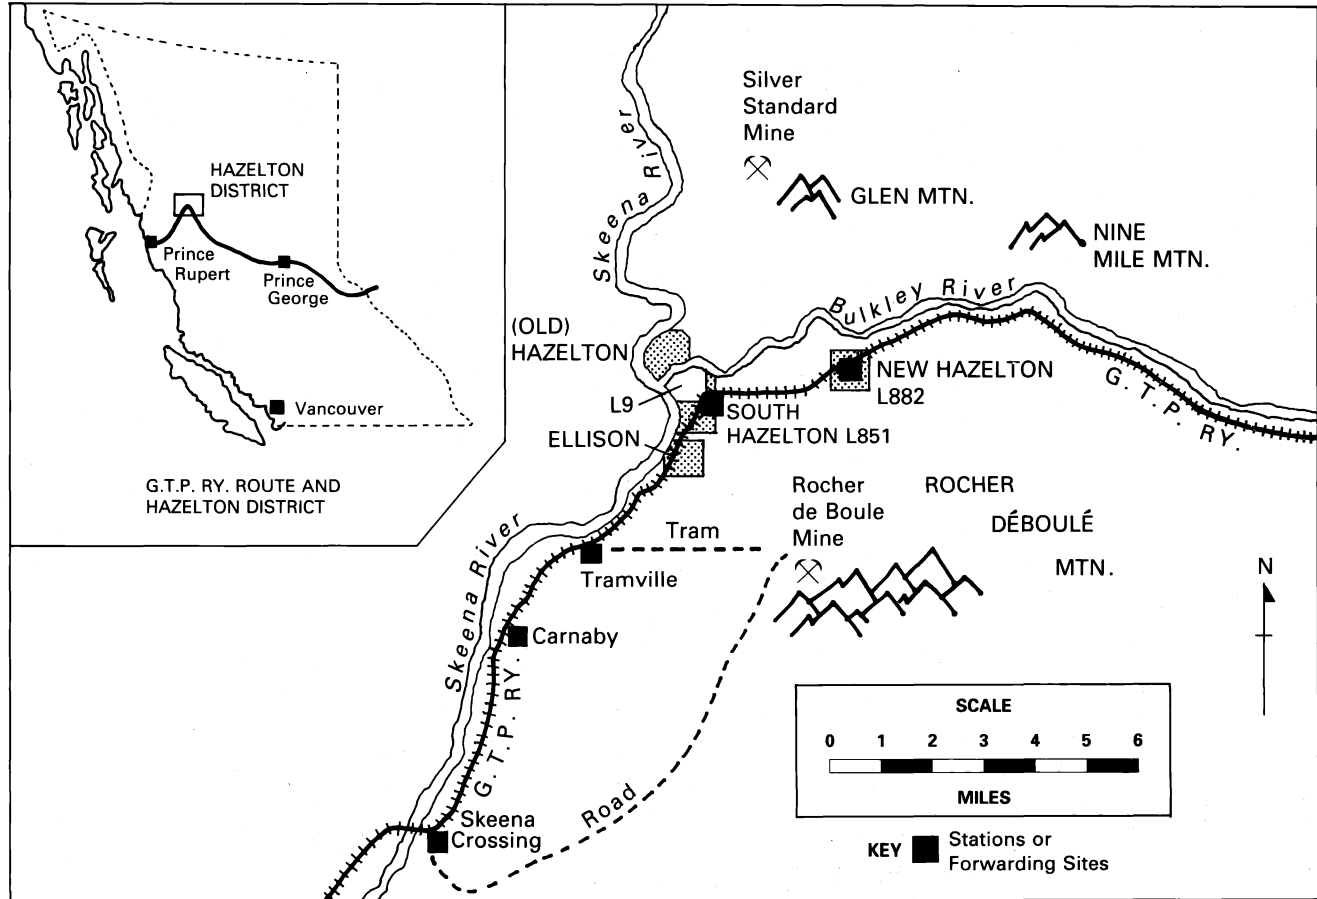 HAZELTON
DISTRICT
Prince
Rupert
Prince
George
Vancouver
G.T.P. RY. ROUTE AND
HAZELTON DISTRICT
Skeena River
Silver
Standard
Mine
GLEN MTN.
NINE
MILE MTN.
Bulkley River
(OLD)
HAZELTON
L9
ELLISON
SOUTH
HAZELTON L851
NEW HAZELTON
L882
G. T. P. RY.
Rocher
de Boule
Mine
ROCHER
DÉBOULÉ
MTN.
Tram
Tramville
Skeena River
Carnaby
G. T. P. RY.
Skeena
Crossing
Road
N
SCALE
0 1 2 3 4 5 6
MILES
KEY
Stations or
Forwarding Sites